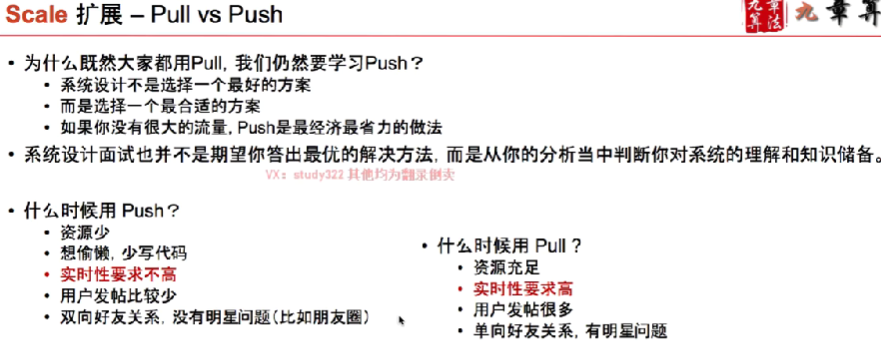 Scale 扩展 – Pull vs Push
九章算法 九章算
• 为什么既然大家都用Pull, 我们仍然要学习Push？
• 系统设计不是选择一个最好的方案
• 而是选择一个最合适的方案
• 如果你没有很大的流量, Push是最经济最省力的做法
• 系统设计面试也并不是期望你答出最优的解决方法, 而是从你的分析当中判断你对系统的理解和知识储备。
VX: study322 其他均为翻录倒卖
• 什么时候用 Push？
• 资源少
• 想偷懒, 少写代码
• 实时性要求不高
• 用户发帖比较少
• 双向好友关系, 没有明星问题(比如朋友圈)
• 什么时候用 Pull ?
• 资源充足
• 实时性要求高
• 用户发帖很多
• 单向好友关系, 有明星问题